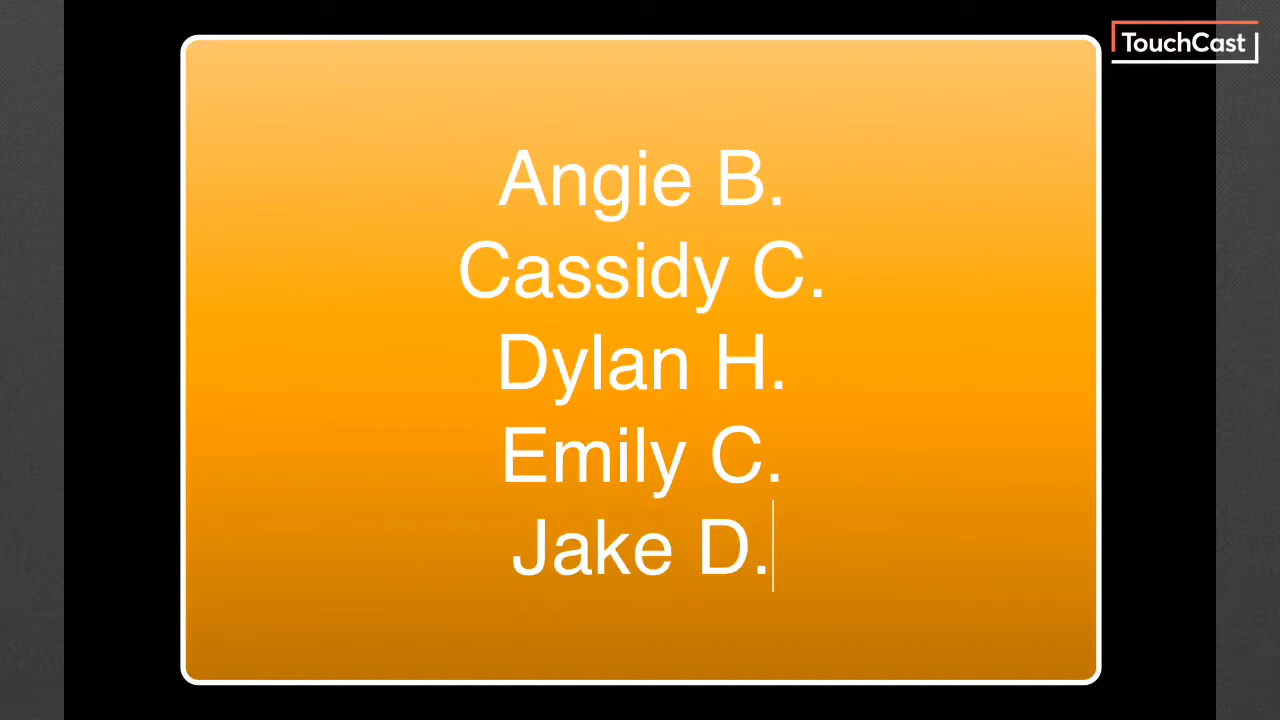 TouchCast
Angie B.
Cassidy C.
Dylan H.
Emily C.
Jake D.